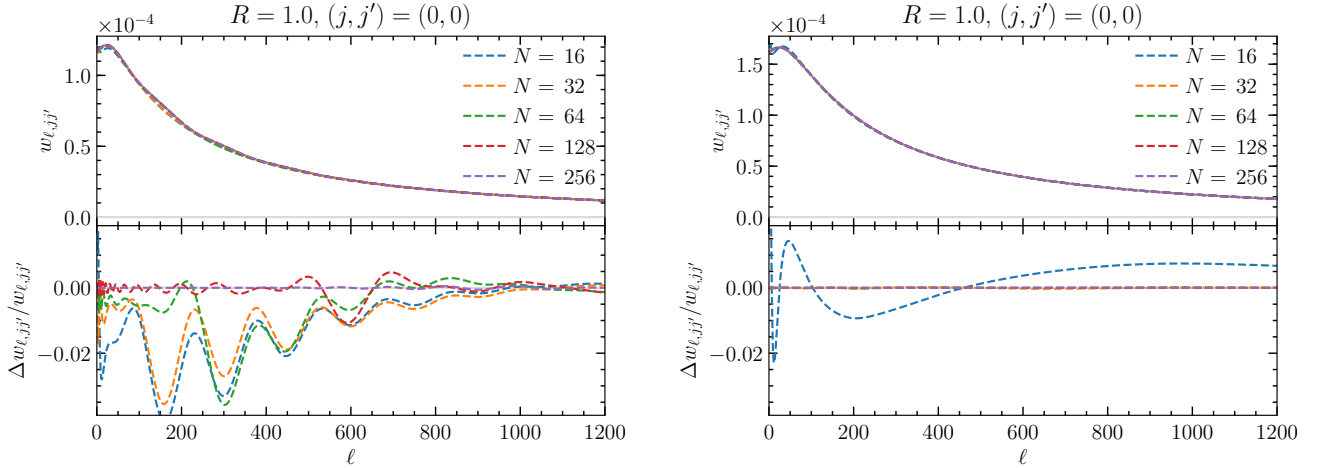 R = 1.0, (j, j′) = (0, 0)
×10⁻⁴
w_{ℓ,jj′}
1.0
0.5
0.0
N = 16
N = 32
N = 64
N = 128
N = 256
Δw_{ℓ,jj′}/w_{ℓ,jj′}
0.00
−0.02
0 200 400 600 800 1000 1200
ℓ
R = 1.0, (j, j′) = (0, 0)
×10⁻⁴
w_{ℓ,jj′}
1.5
1.0
0.5
0.0
N = 16
N = 32
N = 64
N = 128
N = 256
Δw_{ℓ,jj′}/w_{ℓ,jj′}
0.00
−0.02
0 200 400 600 800 1000 1200
ℓ